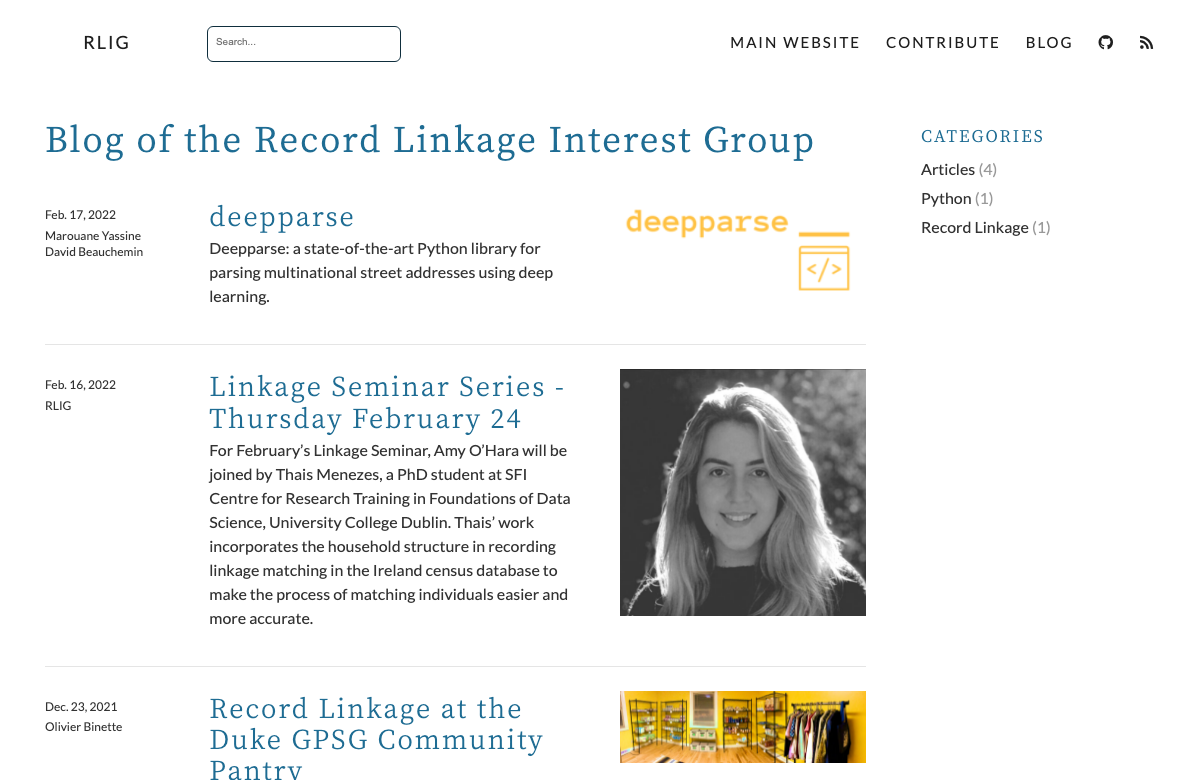 RLIG
Search...
MAIN WEBSITE
CONTRIBUTE
BLOG
Blog of the Record Linkage Interest Group
Feb. 17, 2022
Marouane Yassine
David Beauchemin
deepparse
Deepparse: a state-of-the-art Python library for
parsing multinational street addresses using deep
learning.
deepparse
</>
Feb. 16, 2022
RLIG
Linkage Seminar Series -
Thursday February 24
For February’s Linkage Seminar, Amy O’Hara will be
joined by Thais Menezes, a PhD student at SFI
Centre for Research Training in Foundations of Data
Science, University College Dublin. Thais’ work
incorporates the household structure in recording
linkage matching in the Ireland census database to
make the process of matching individuals easier and
more accurate.
Dec. 23, 2021
Olivier Binette
Record Linkage at the
Duke GPSG Community
Pantry
CATEGORIES
Articles (4)
Python (1)
Record Linkage (1)